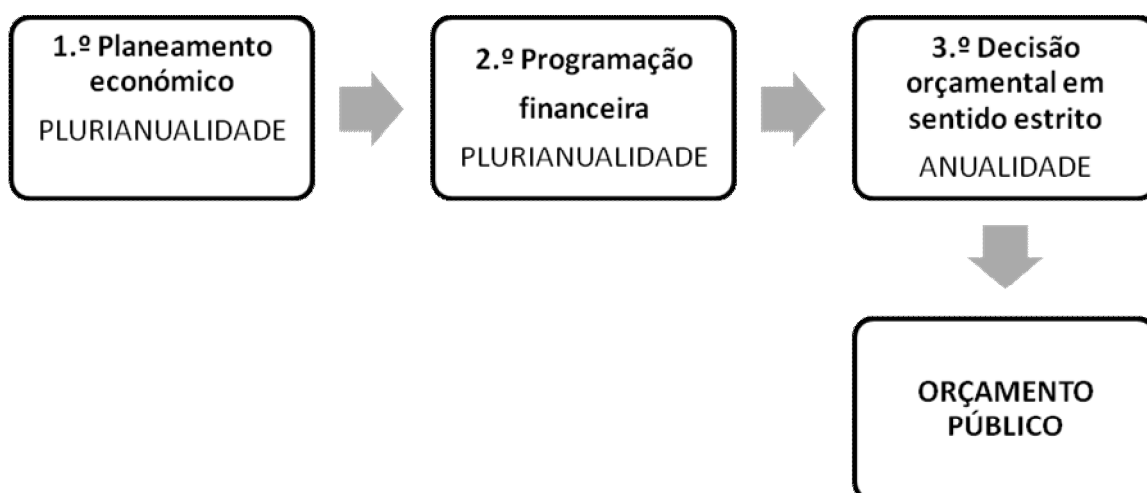 1.º Planeamento
económico
PLURIANUALIDADE
2.º Programação
financeira
PLURIANUALIDADE
3.º Decisão
orçamental em
sentido estrito
ANUALIDADE
ORÇAMENTO
PÚBLICO